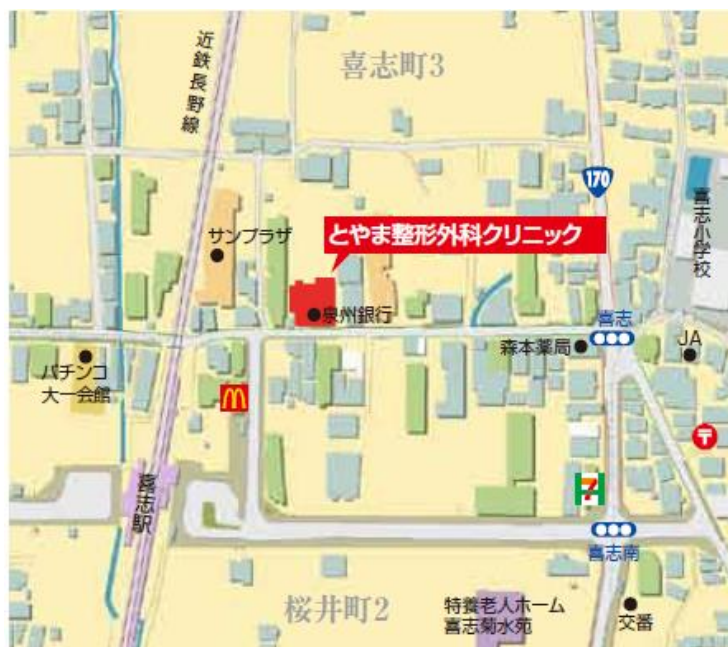 近鉄長野線
喜志町3
170
喜志小学校
サンプラザ
とやま整形外科クリニック
泉州銀行
喜志
森本薬局
JA
パチンコ
大一会館
喜志駅
7
喜志南
桜井町2
特養老人ホーム
喜志菊水苑
交番